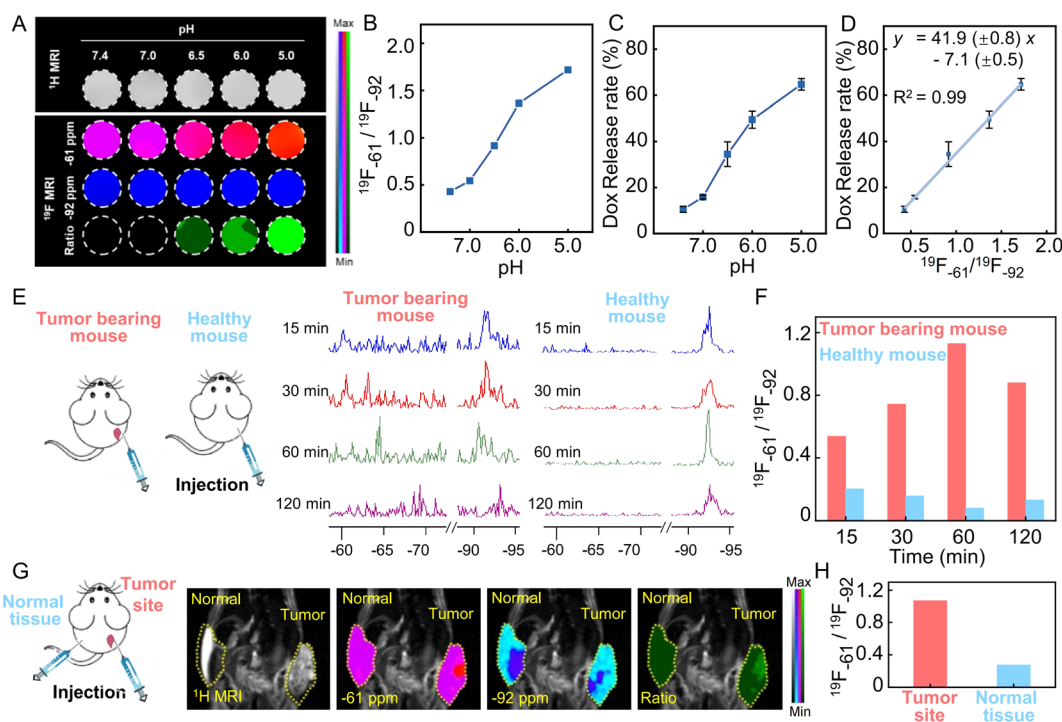 A
pH
7.4 7.0 6.5 6.0 5.0
¹H MRI
¹⁹F MRI
-61 ppm
-92 ppm
Ratio
Max
Min
B
¹⁹F₋₆₁ / ¹⁹F₋₉₂
2.0
1.5
1.0
0.5
0.0
7.0 6.0 5.0
pH
C
Dox Release rate (%)
80
60
40
20
0
7.0 6.0 5.0
pH
D
y = 41.9 (±0.8) x
- 7.1 (±0.5)
R² = 0.99
Dox Release rate (%)
80
60
40
20
0
0.0 0.5 1.0 1.5 2.0
¹⁹F₋₆₁/¹⁹F₋₉₂
E
Tumor bearing
mouse
Healthy
mouse
Injection
Tumor bearing
mouse
15 min
30 min
60 min
120 min
-60 -65 -70 -90 -95
Healthy
mouse
15 min
30 min
60 min
120 min
-60 -65 -70 -90 -95
F
Tumor bearing mouse
Healthy mouse
¹⁹F₋₆₁ / ¹⁹F₋₉₂
1.2
0.8
0.4
0
15 30 60 120
Time (min)
G
Normal
tissue
Tumor
site
Injection
Normal
Tumor
¹H MRI
Normal
Tumor
-61 ppm
Normal
Tumor
-92 ppm
Normal
Tumor
Ratio
Max
Min
H
¹⁹F₋₆₁ / ¹⁹F₋₉₂
1.2
0.8
0.4
0
Tumor
site
Normal
tissue